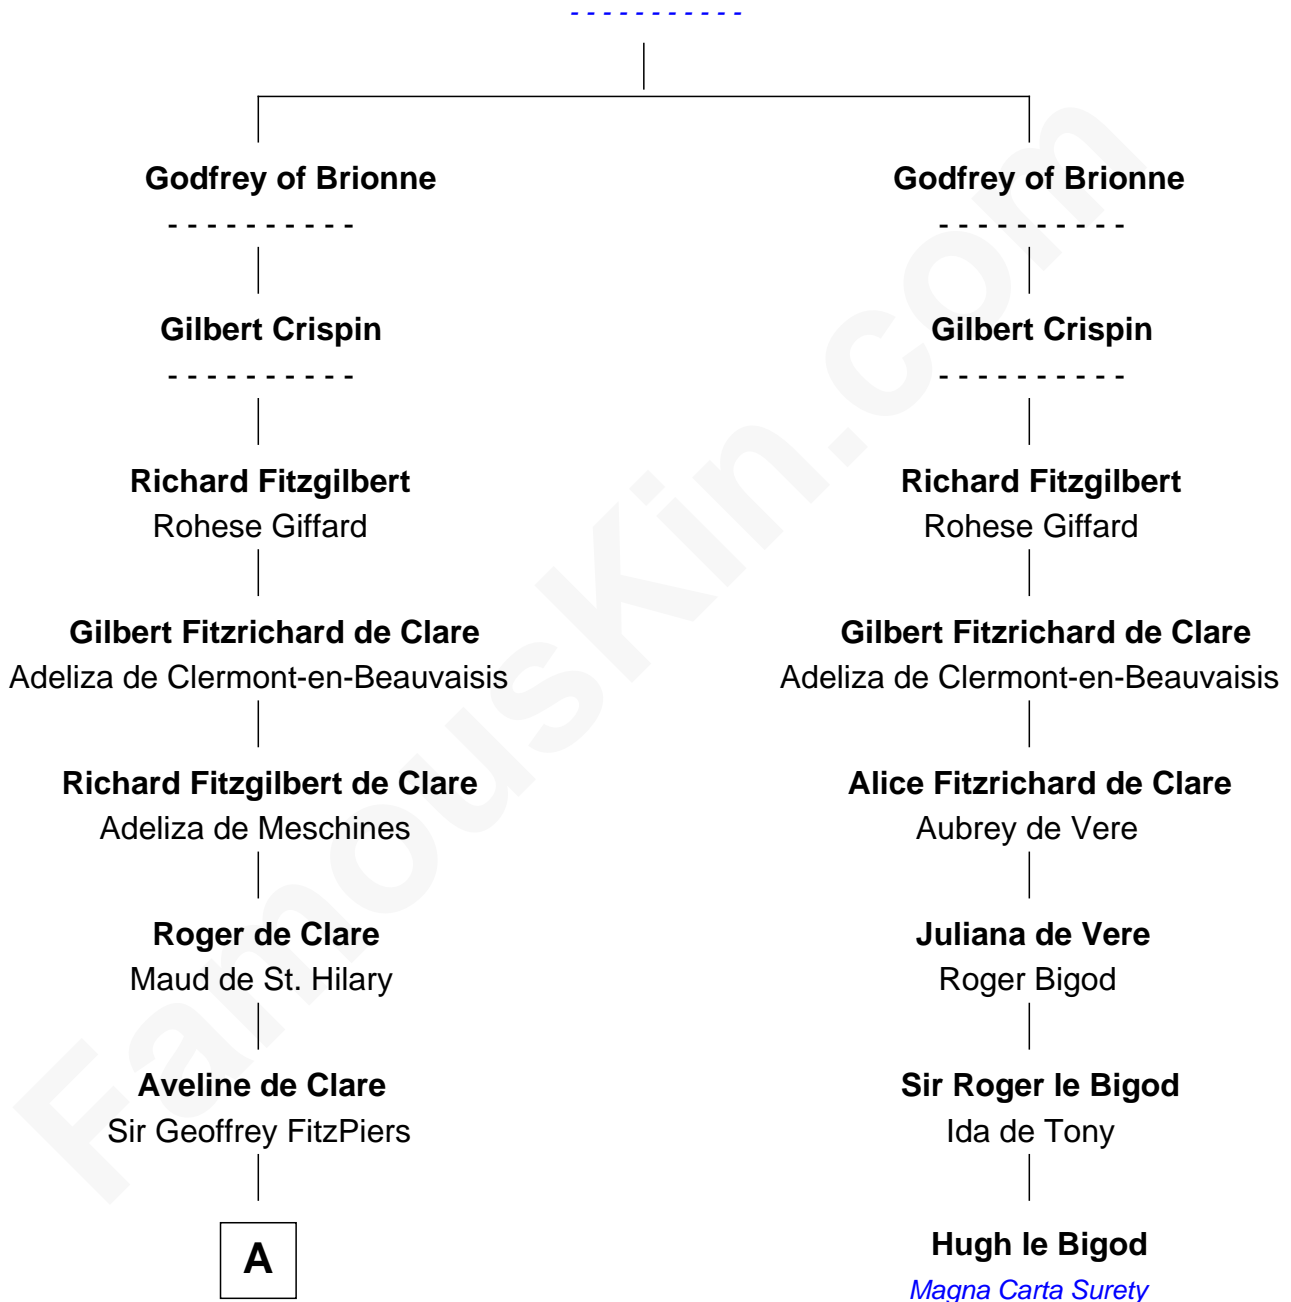 - - - - - - - - - - -
Godfrey of Brionne
- - - - - - - - - -
Gilbert Crispin
- - - - - - - - - -
Richard Fitzgilbert
Rohese Giffard
Gilbert Fitzrichard de Clare
Adeliza de Clermont-en-Beauvaisis
Richard Fitzgilbert de Clare
Adeliza de Meschines
Roger de Clare
Maud de St. Hilary
Aveline de Clare
Sir Geoffrey FitzPiers
A
Godfrey of Brionne
- - - - - - - - - -
Gilbert Crispin
- - - - - - - - - -
Richard Fitzgilbert
Rohese Giffard
Gilbert Fitzrichard de Clare
Adeliza de Clermont-en-Beauvaisis
Alice Fitzrichard de Clare
Aubrey de Vere
Juliana de Vere
Roger Bigod
Sir Roger le Bigod
Ida de Tony
Hugh le Bigod
Magna Carta Surety
FamousKin.com